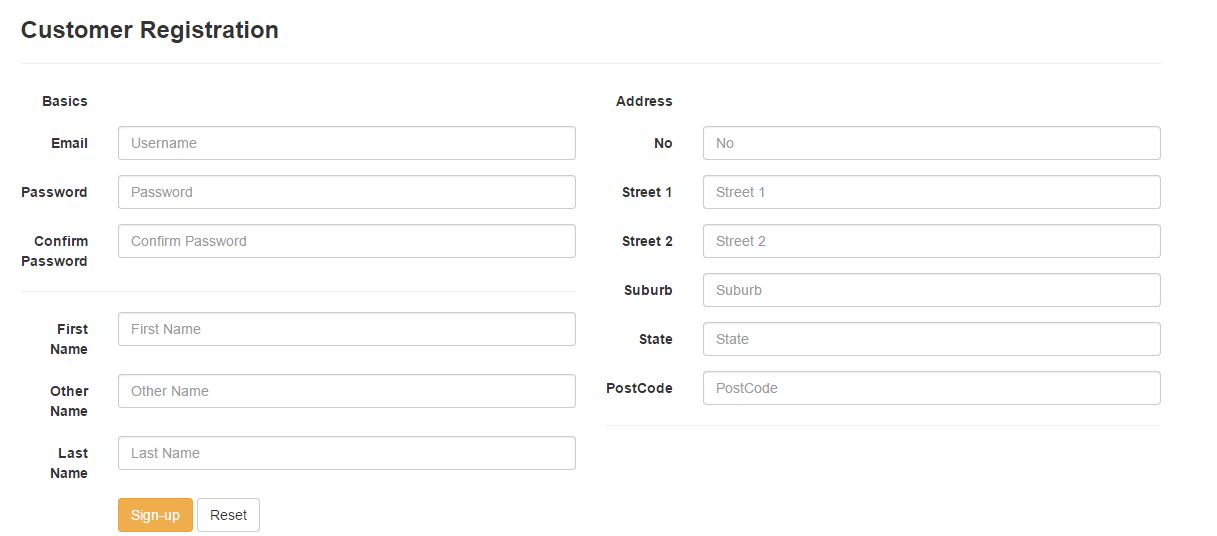 Customer Registration
Basics
Email
Username
Password
Password
Confirm
Password
Confirm Password
First
Name
First Name
Other
Name
Other Name
Last
Name
Last Name
Sign-up
Reset
Address
No
No
Street 1
Street 1
Street 2
Street 2
Suburb
Suburb
State
State
PostCode
PostCode